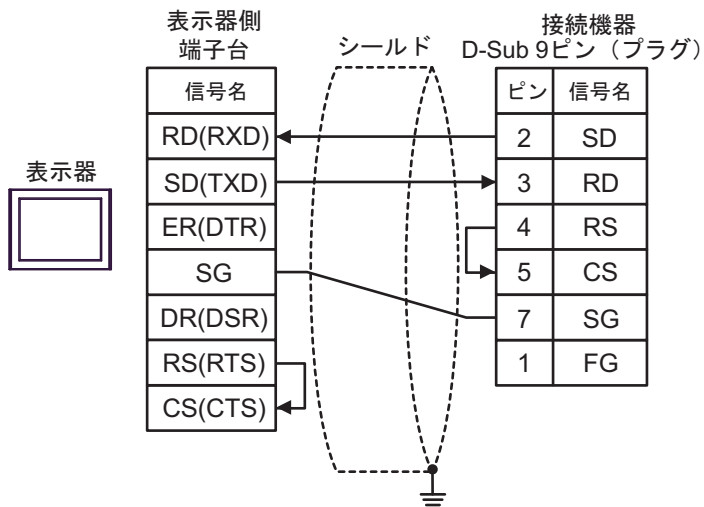 表示器側
端子台
シールド
接続機器
D-Sub 9ピン（プラグ）
信号名
ピン 信号名
RD(RXD)
2 SD
表示器
SD(TXD)
3 RD
ER(DTR)
4 RS
SG
5 CS
DR(DSR)
7 SG
RS(RTS)
1 FG
CS(CTS)